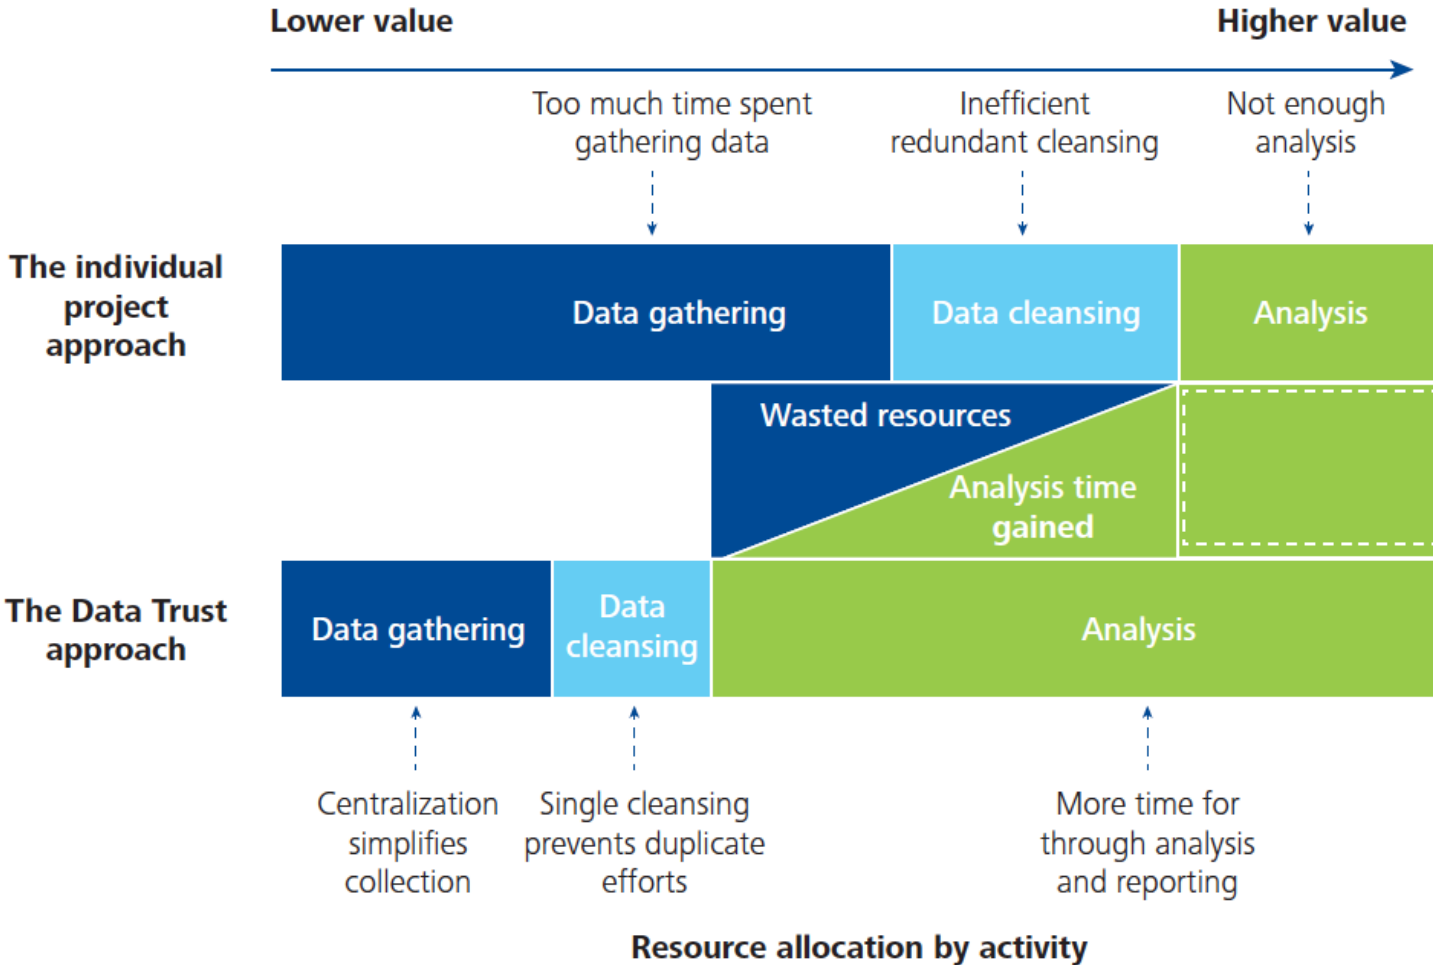 Lower value
Higher value
Too much time spent
gathering data
Inefficient
redundant cleansing
Not enough
analysis
The individual
project
approach
Data gathering
Data cleansing
Analysis
Wasted resources
Analysis time
gained
The Data Trust
approach
Data gathering
Data
cleansing
Analysis
Centralization
simplifies
collection
Single cleansing
prevents duplicate
efforts
More time for
through analysis
and reporting
Resource allocation by activity